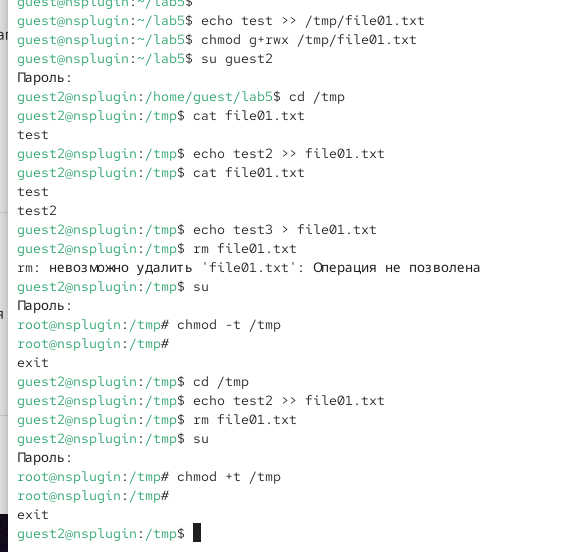 guest@nsplugin:~/lab5$
guest@nsplugin:~/lab5$ echo test >> /tmp/file01.txt
guest@nsplugin:~/lab5$ chmod g+rwx /tmp/file01.txt
guest@nsplugin:~/lab5$ su guest2
Пароль:
guest2@nsplugin:/home/guest/lab5$ cd /tmp
guest2@nsplugin:/tmp$ cat file01.txt
test
guest2@nsplugin:/tmp$ echo test2 >> file01.txt
guest2@nsplugin:/tmp$ cat file01.txt
test
test2
guest2@nsplugin:/tmp$ echo test3 > file01.txt
guest2@nsplugin:/tmp$ rm file01.txt
rm: невозможно удалить 'file01.txt': Операция не позволена
guest2@nsplugin:/tmp$ su
Пароль:
root@nsplugin:/tmp# chmod -t /tmp
root@nsplugin:/tmp#
exit
guest2@nsplugin:/tmp$ cd /tmp
guest2@nsplugin:/tmp$ echo test2 >> file01.txt
guest2@nsplugin:/tmp$ rm file01.txt
guest2@nsplugin:/tmp$ su
Пароль:
root@nsplugin:/tmp# chmod +t /tmp
root@nsplugin:/tmp#
exit
guest2@nsplugin:/tmp$